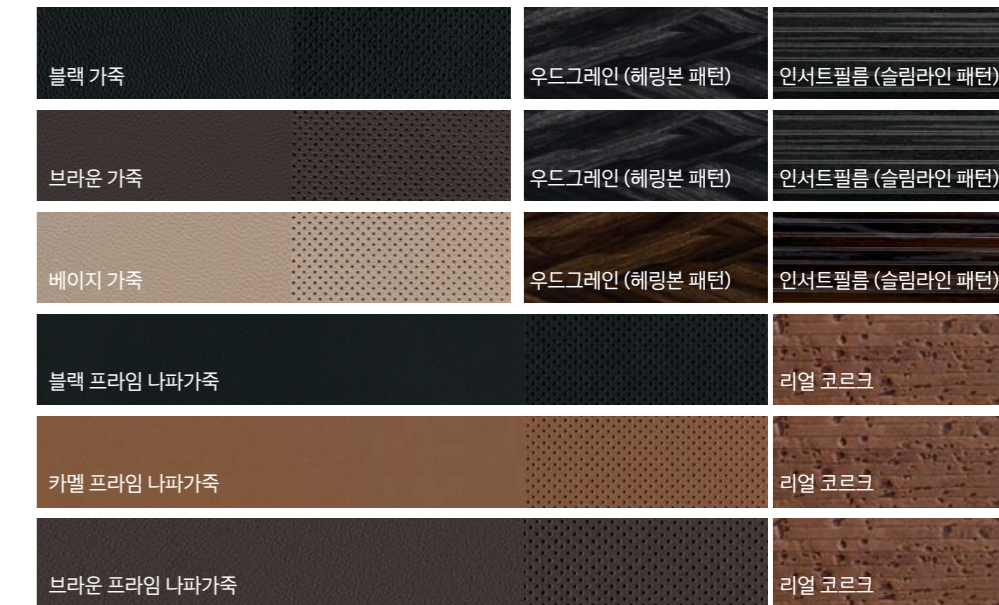 블랙 가죽 우드그레인 (헤링본 패턴) 인서트필름 (슬림라인 패턴)
브라운 가죽 우드그레인 (헤링본 패턴) 인서트필름 (슬림라인 패턴)
베이지 가죽 우드그레인 (헤링본 패턴) 인서트필름 (슬림라인 패턴)
블랙 프라임 나파가죽 리얼 코르크
카멜 프라임 나파가죽 리얼 코르크
브라운 프라임 나파가죽 리얼 코르크